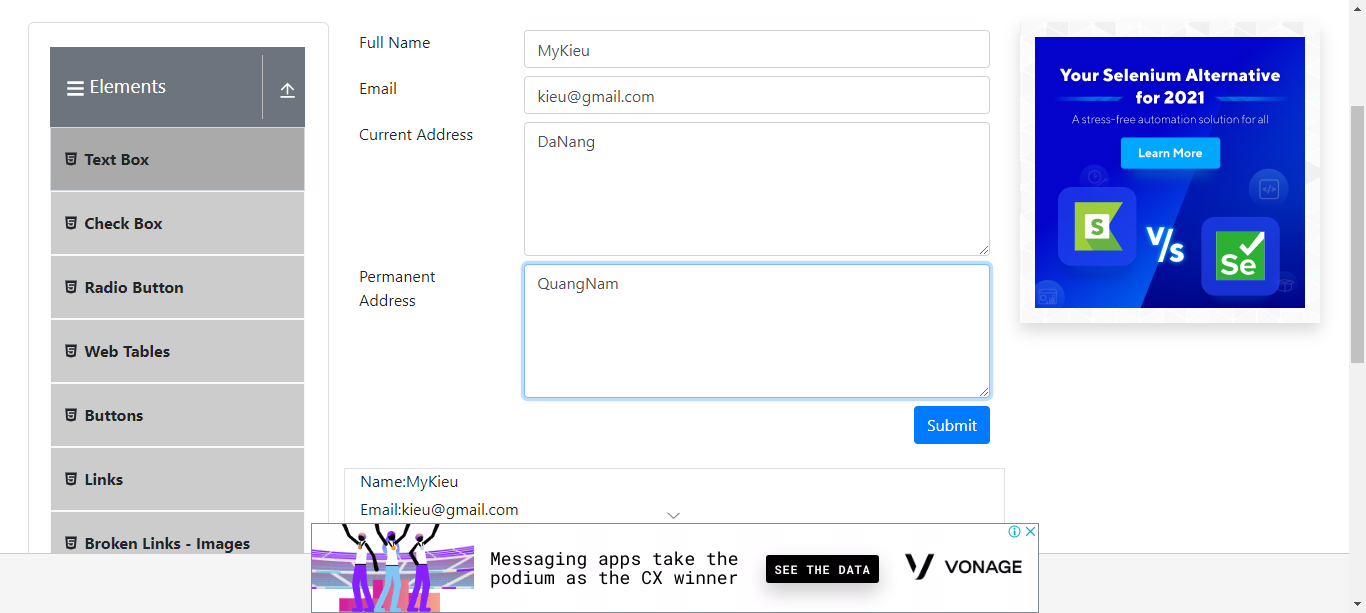 Elements
Text Box
Check Box
Radio Button
Web Tables
Buttons
Links
Broken Links - Images
Full Name
MyKieu
Email
kieu@gmail.com
Current Address
DaNang
Permanent
Address
QuangNam
Submit
Name:MyKieu
Email:kieu@gmail.com
Your Selenium Alternative
for 2021
A stress-free automation solution for all
Learn More
S
V/s
Se
Messaging apps take the
podium as the CX winner
SEE THE DATA
VONAGE